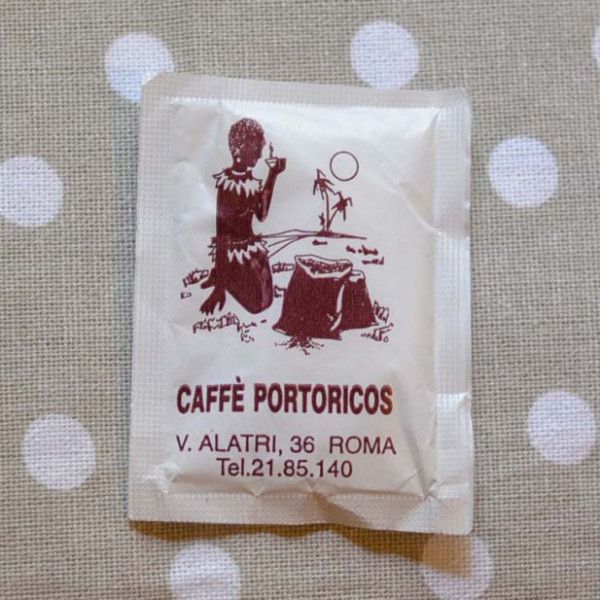 CAFFÈ PORTORICOS
V. ALATRI, 36 ROMA
Tel.21.85.140